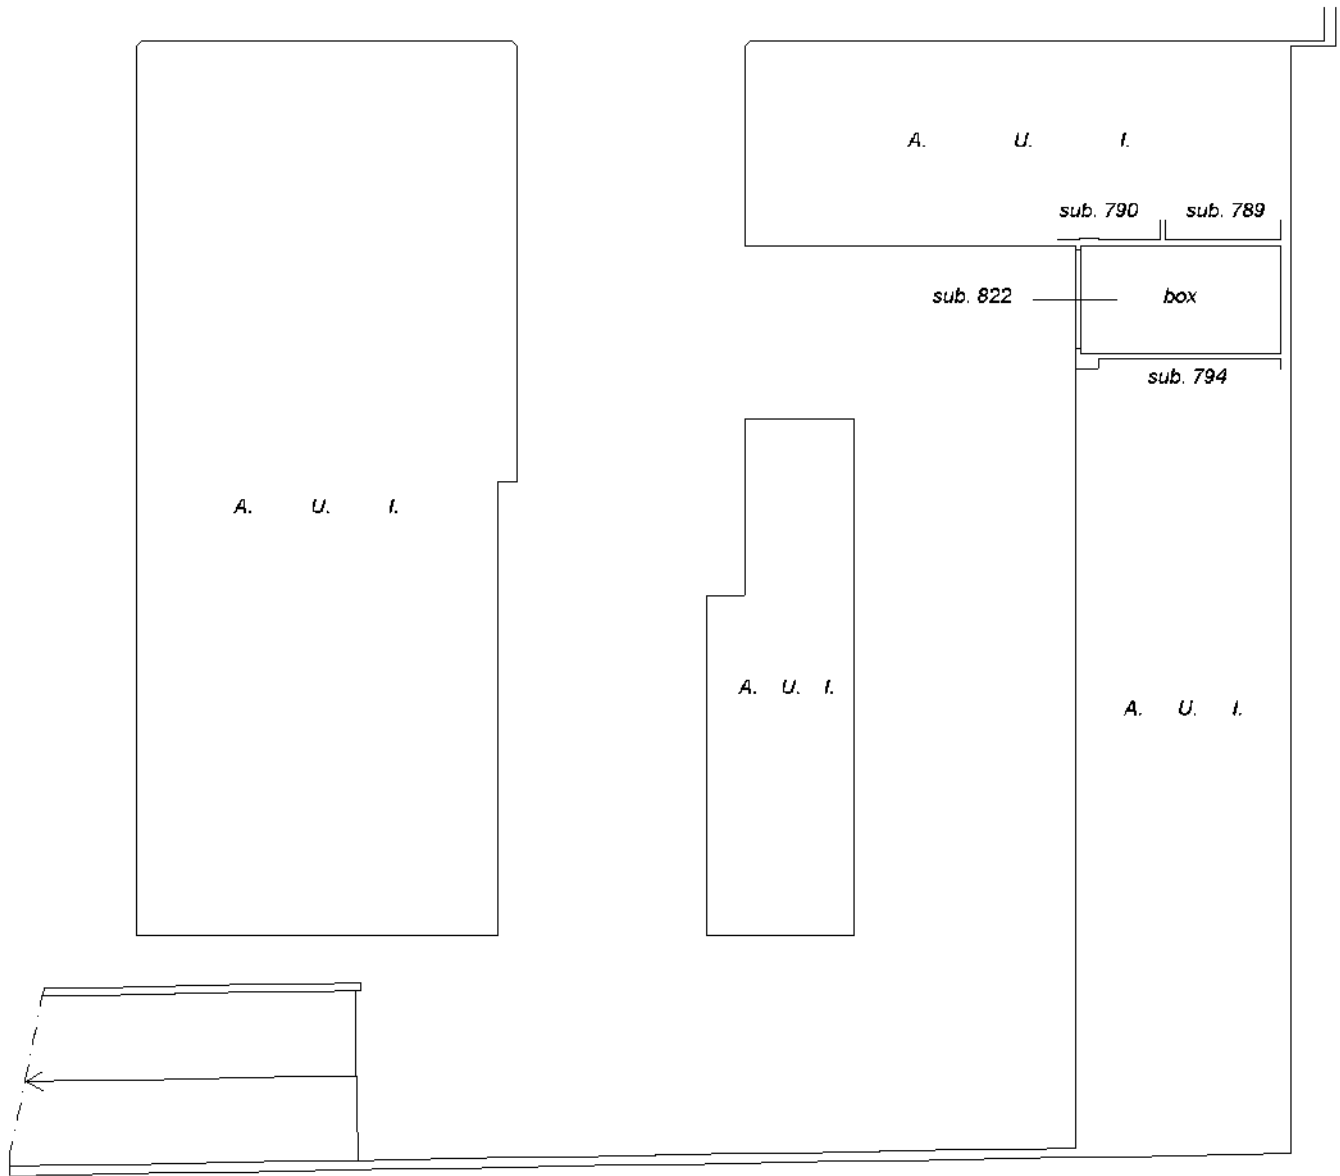 A. U. I.
sub. 790 sub. 789
sub. 822 box
sub. 794
A. U. I.
A. U. I.
A. U. I.